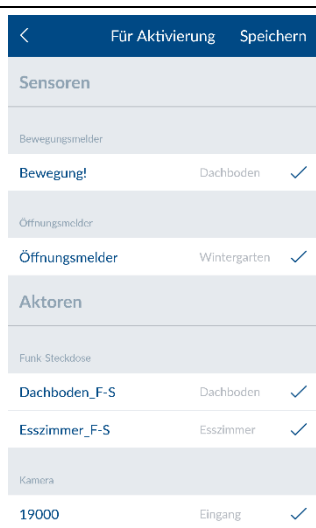 Für Aktivierung Speichern
Sensoren
Bewegungsmelder
Bewegung! Dachboden
Öffnungsmelder
Öffnungsmelder Wintergarten
Aktoren
Funk Steckdose
Dachboden_F-S Dachboden
Esszimmer_F-S Esszimmer
Kamera
19000 Eingang